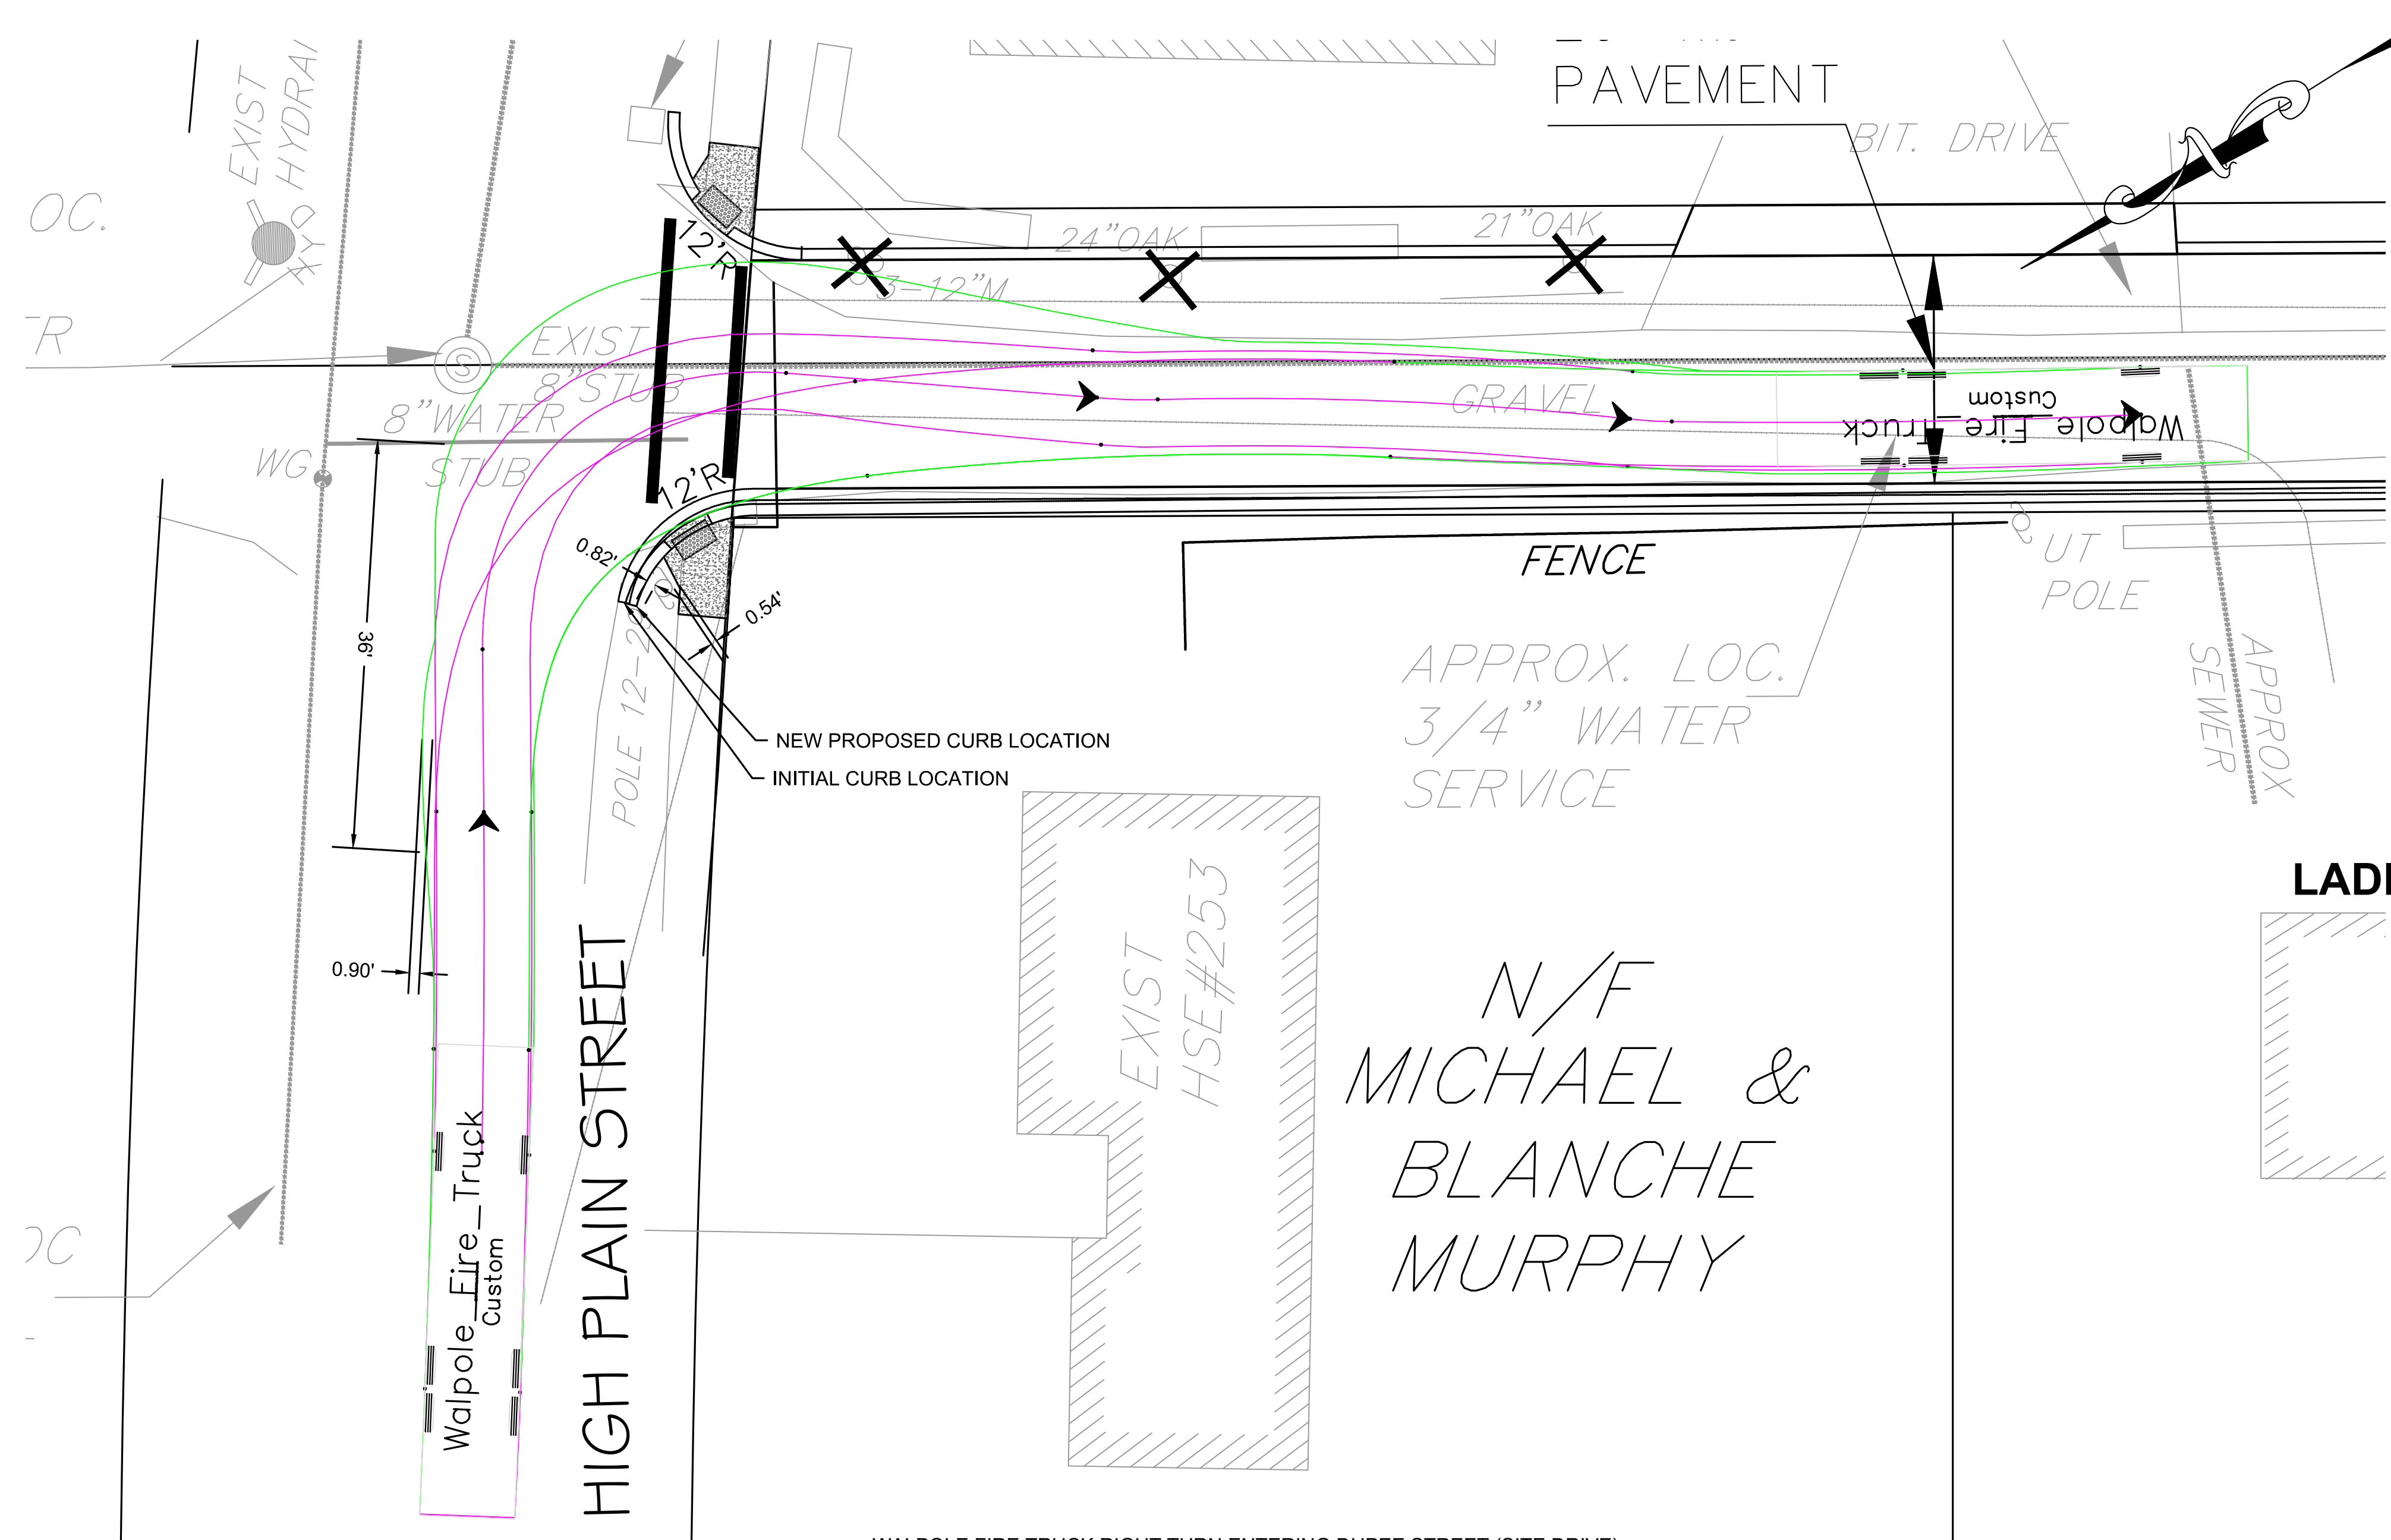 PAVEMENT
BIT. DRIVE
N
EXIST
HYD
OC.
12'R
24"OAK
21"OAK
3-12"M
EXIST
8"STUB
S
8"WATER
STUB
WG
GRAVEL
Walpole_Fire_Truck
Custom
12'R
0.82'
0.54'
36'
FENCE
UT
POLE
APPROX. LOC.
3/4" WATER
SERVICE
APPROX
SEWER
NEW PROPOSED CURB LOCATION
INITIAL CURB LOCATION
0.90'
HIGH PLAIN STREET
EXIST
HSE#253
N/F
MICHAEL &
BLANCHE
MURPHY
Walpole_Fire_Truck
Custom